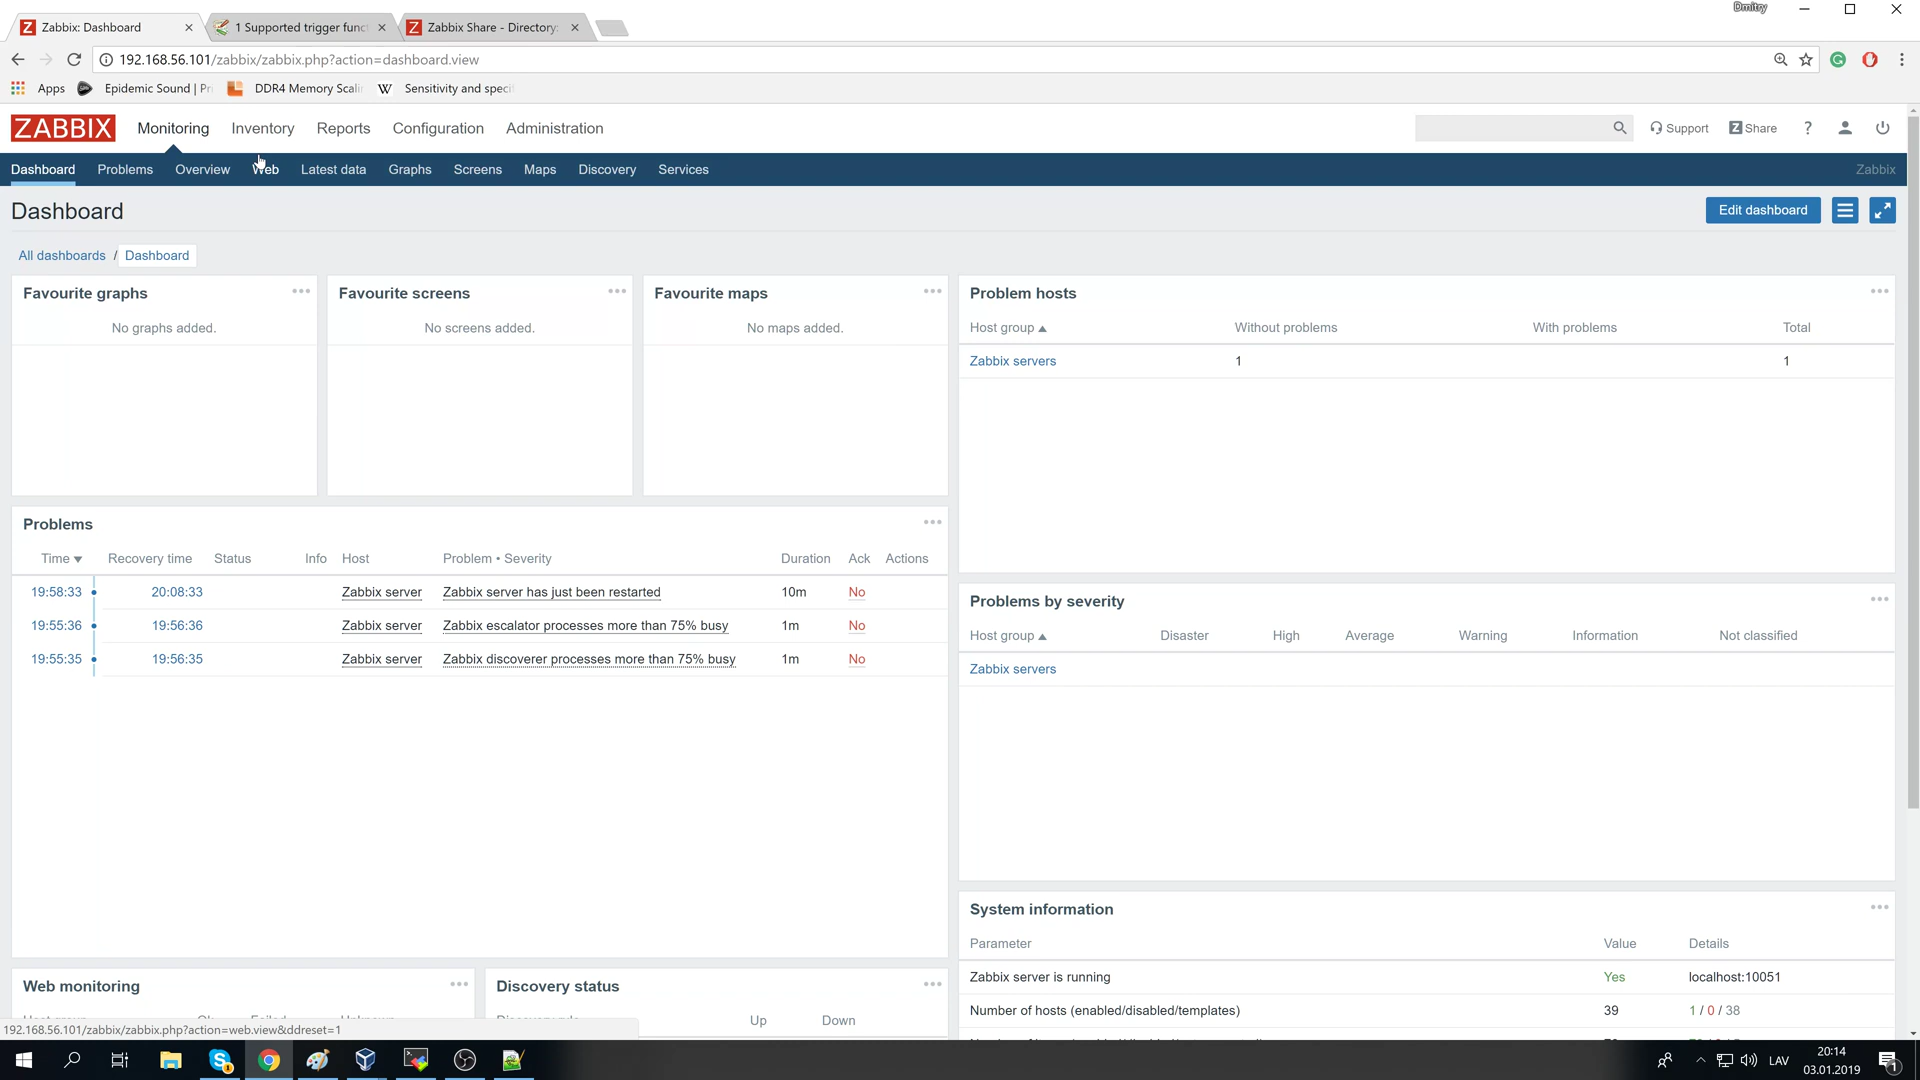 Dmitry
Zabbix: Dashboard
1 Supported trigger func
Zabbix Share - Directory:
192.168.56.101/zabbix/zabbix.php?action=dashboard.view
Apps Epidemic Sound | Pr DDR4 Memory Scali W Sensitivity and speci
ZABBIX Monitoring Inventory Reports Configuration Administration Support Z Share ?
Dashboard Problems Overview Web Latest data Graphs Screens Maps Discovery Services Zabbix
Dashboard Edit dashboard
All dashboards / Dashboard
Favourite graphs
No graphs added.
Favourite screens
No screens added.
Favourite maps
No maps added.
Problem hosts
Host group Without problems With problems Total
Zabbix servers 1 1
Problems
Time Recovery time Status Info Host Problem • Severity Duration Ack Actions
19:58:33 20:08:33 Zabbix server Zabbix server has just been restarted 10m No
19:55:36 19:56:36 Zabbix server Zabbix escalator processes more than 75% busy 1m No
19:55:35 19:56:35 Zabbix server Zabbix discoverer processes more than 75% busy 1m No
Problems by severity
Host group Disaster High Average Warning Information Not classified
Zabbix servers
System information
Parameter Value Details
Zabbix server is running Yes localhost:10051
Number of hosts (enabled/disabled/templates) 39 1 / 0 / 38
Web monitoring
Discovery status
Up Down
192.168.56.101/zabbix/zabbix.php?action=web.view&ddreset=1
LAV
20:14
03.01.2019
1